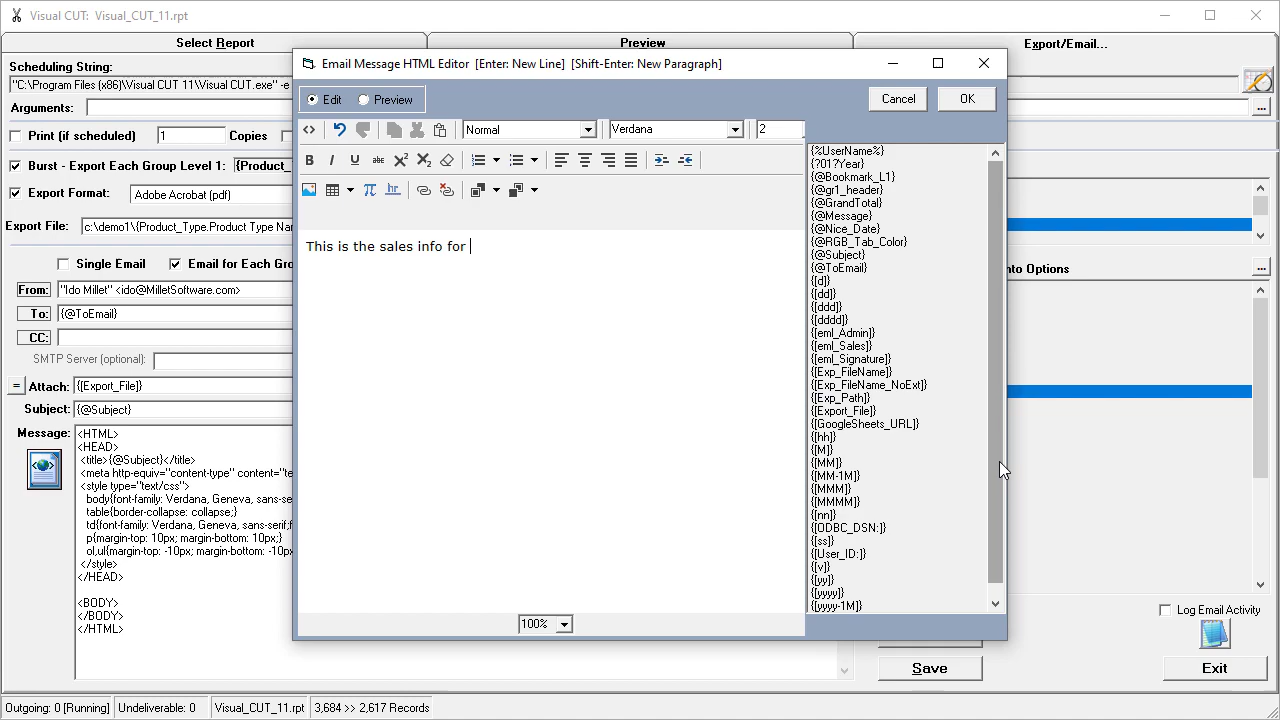 Visual CUT: Visual_CUT_11.rpt
Select Report
Preview
Export/Email...
Scheduling String:
"C:\Program Files (x86)\Visual CUT 11\Visual CUT.exe" -e
Arguments:
...
Print (if scheduled)
1
Copies
Burst - Export Each Group Level 1:
{Product_
Export Format:
Adobe Acrobat (pdf)
Export File:
c:\demo1\{Product_Type.Product Type Nar
Single Email
Email for Each Gro
nto Options
...
From:
"Ido Millet" <ido@MilletSoftware.com>
To:
{@ToEmail}
CC:
SMTP Server (optional):
=
Attach:
{[Export_File]}
Subject:
{@Subject}
Message:
<HTML>
<HEAD>
<title>{@Subject}</title>
<meta http-equiv="content-type" content="te
<style type="text/css">
body{font-family: Verdana, Geneva, sans-se
table{border-collapse: collapse;}
td{font-family: Verdana, Geneva, sans-serif;f
p{margin-top: 10px; margin-bottom: 10px;}
ol,ul{margin-top: -10px; margin-bottom: -10px
</style>
</HEAD>
<BODY>
</BODY>
</HTML>
Email Message HTML Editor [Enter: New Line] [Shift-Enter: New Paragraph]
Edit
Preview
Cancel
OK
Normal
Verdana
2
B I U abc X² X₂
π hr
This is the sales info for
100%
{%UserName%}
{?01?Year}
{@Bookmark_L1}
{@gr1_header}
{@GrandTotal}
{@Message}
{@Nice_Date}
{@RGB_Tab_Color}
{@Subject}
{@ToEmail}
{[d]}
{[dd]}
{[ddd]}
{[dddd]}
{[eml_Admin]}
{[eml_Sales]}
{[eml_Signature]}
{[Exp_FileName]}
{[Exp_FileName_NoExt]}
{[Exp_Path]}
{[Export_File]}
{[GoogleSheets_URL]}
{[hh]}
{[M]}
{[MM]}
{[MM-1M]}
{[MMM]}
{[MMMM]}
{[nn]}
{[ODBC_DSN:]}
{[ss]}
{[User_ID:]}
{[v]}
{[yy]}
{[yyyy]}
{[yyyy-1M]}
Log Email Activity
Save
Exit
Outgoing: 0 [Running]
Undeliverable: 0
Visual_CUT_11.rpt
3,684 >> 2,617 Records